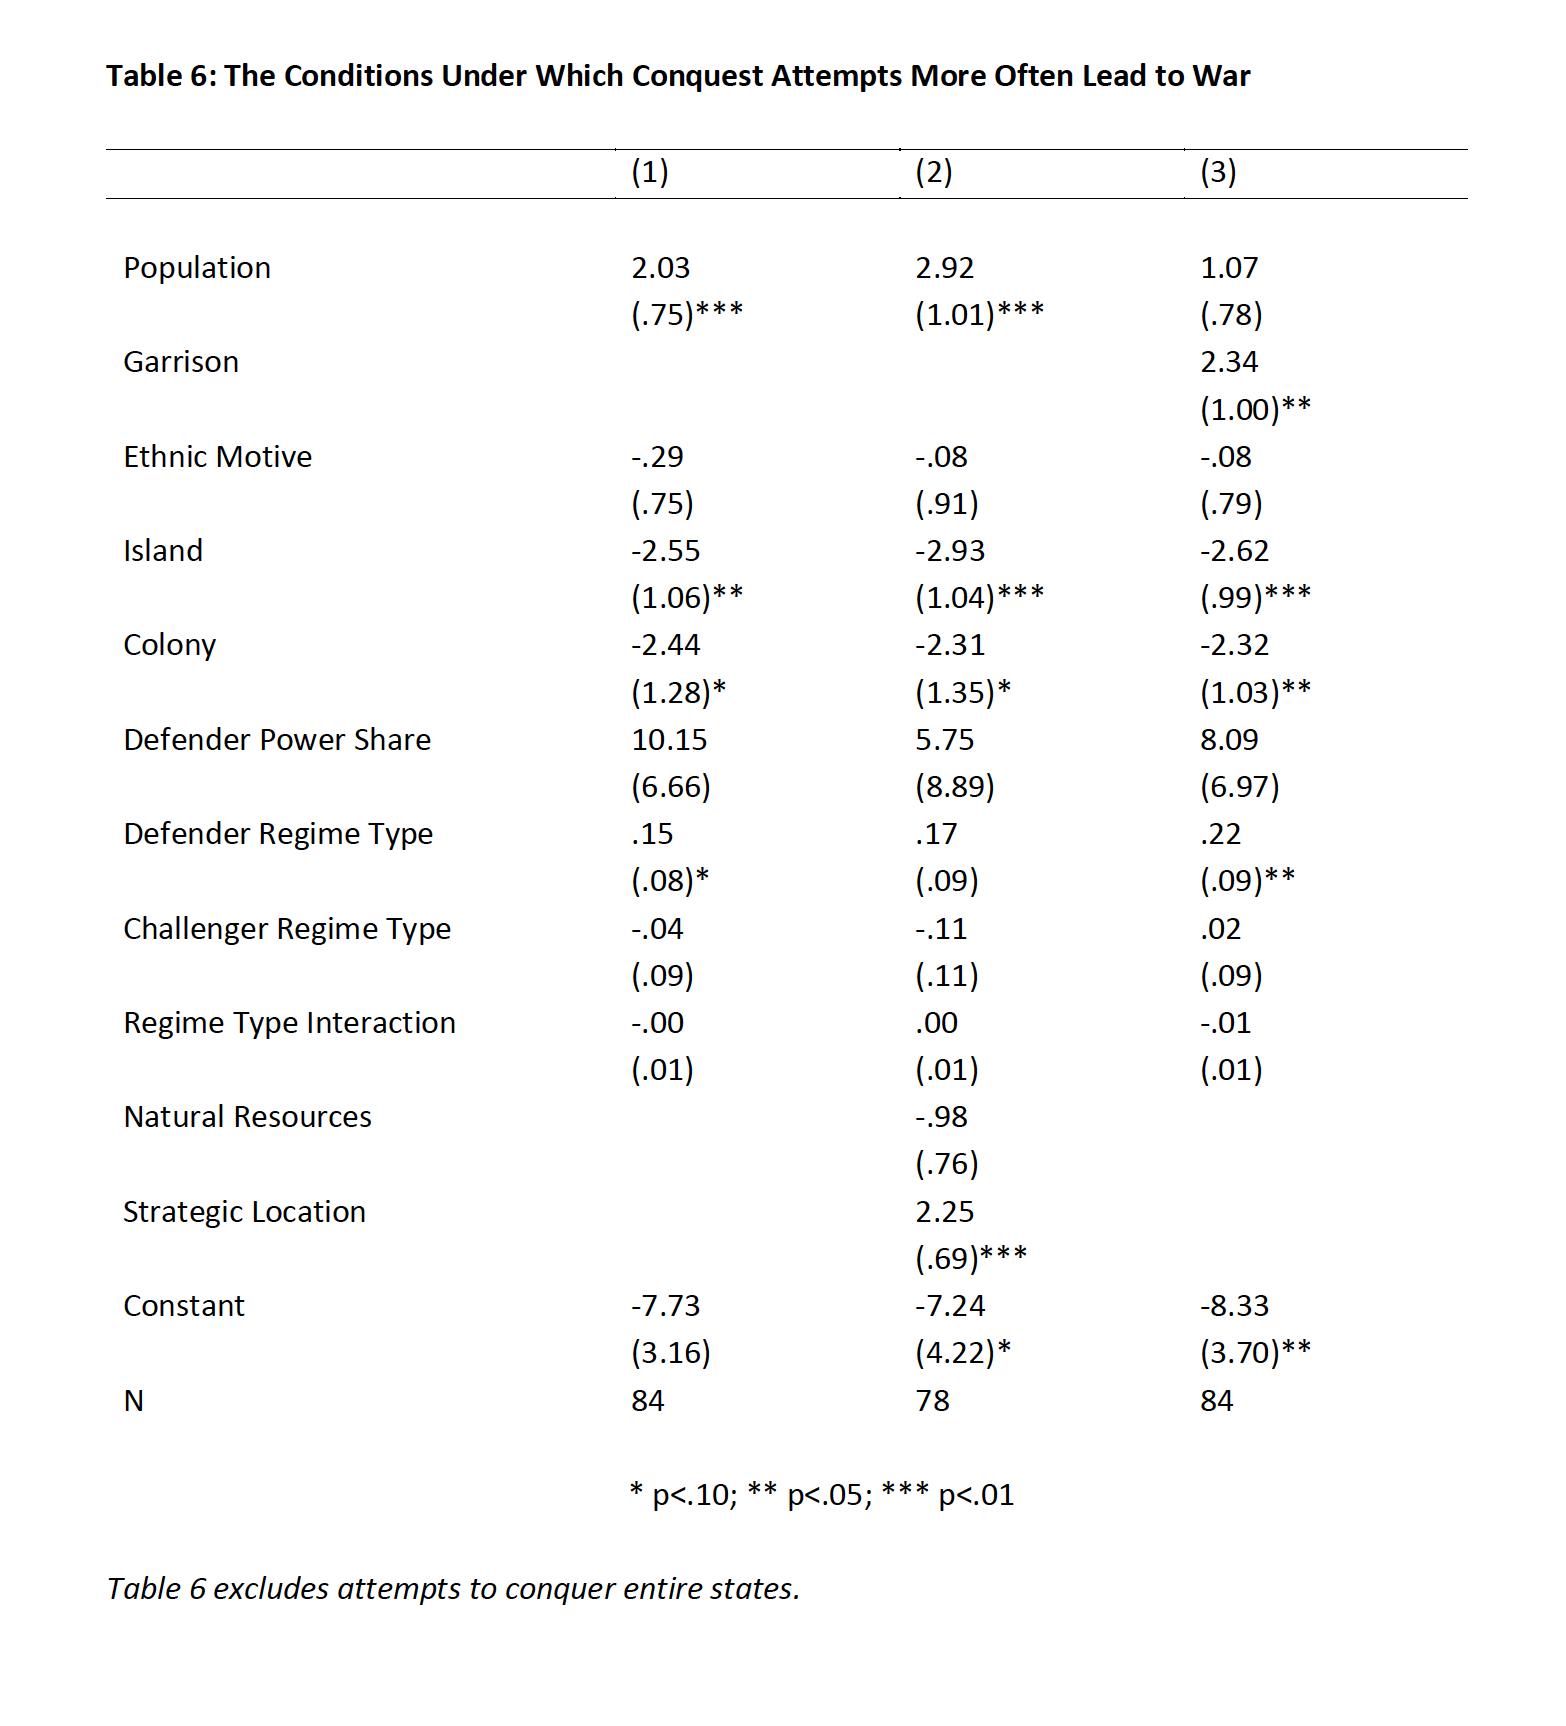 Table 6: The Conditions Under Which Conquest Attempts More Often Lead to War
(1) (2) (3)
Population 2.03 2.92 1.07
(.75)*** (1.01)*** (.78)
Garrison 2.34
(1.00)**
Ethnic Motive -.29 -.08 -.08
(.75) (.91) (.79)
Island -2.55 -2.93 -2.62
(1.06)** (1.04)*** (.99)***
Colony -2.44 -2.31 -2.32
(1.28)* (1.35)* (1.03)**
Defender Power Share 10.15 5.75 8.09
(6.66) (8.89) (6.97)
Defender Regime Type .15 .17 .22
(.08)* (.09) (.09)**
Challenger Regime Type -.04 -.11 .02
(.09) (.11) (.09)
Regime Type Interaction -.00 .00 -.01
(.01) (.01) (.01)
Natural Resources -.98
(.76)
Strategic Location 2.25
(.69)***
Constant -7.73 -7.24 -8.33
(3.16) (4.22)* (3.70)**
N 84 78 84
* p<.10; ** p<.05; *** p<.01
Table 6 excludes attempts to conquer entire states.